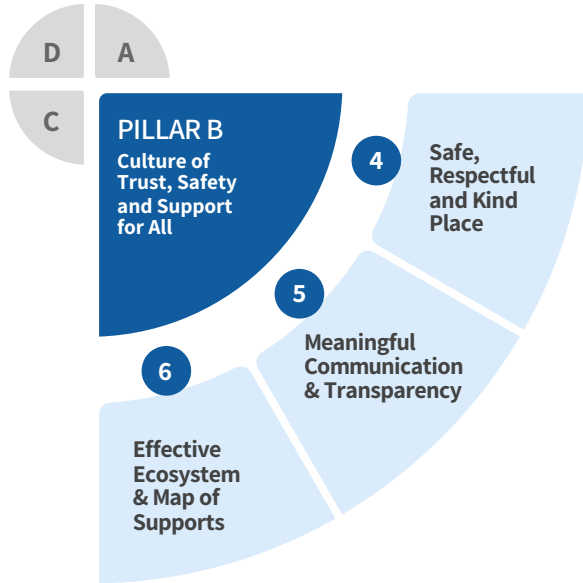 D
A
C
PILLAR B
Culture of
Trust, Safety
and Support
for All
4
Safe,
Respectful
and Kind
Place
5
Meaningful
Communication
& Transparency
6
Effective
Ecosystem
& Map of
Supports